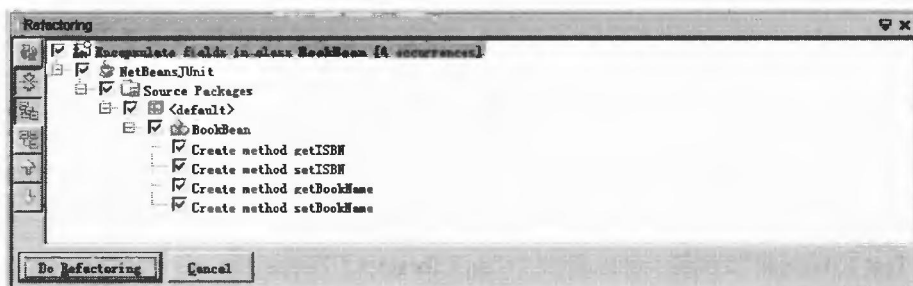 Refactoring
Encapsulate fields in class BookBean [4 occurrences]
NetBeansJUnit
Source Packages
<default>
BookBean
Create method getISBN
Create method setISBN
Create method getBookName
Create method setBookName
Do Refactoring Cancel